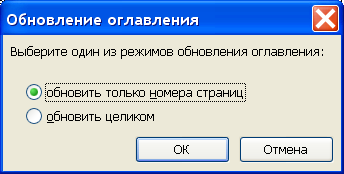 Обновление оглавления
Выберите один из режимов обновления оглавления:
обновить только номера страниц
обновить целиком
ОК Отмена